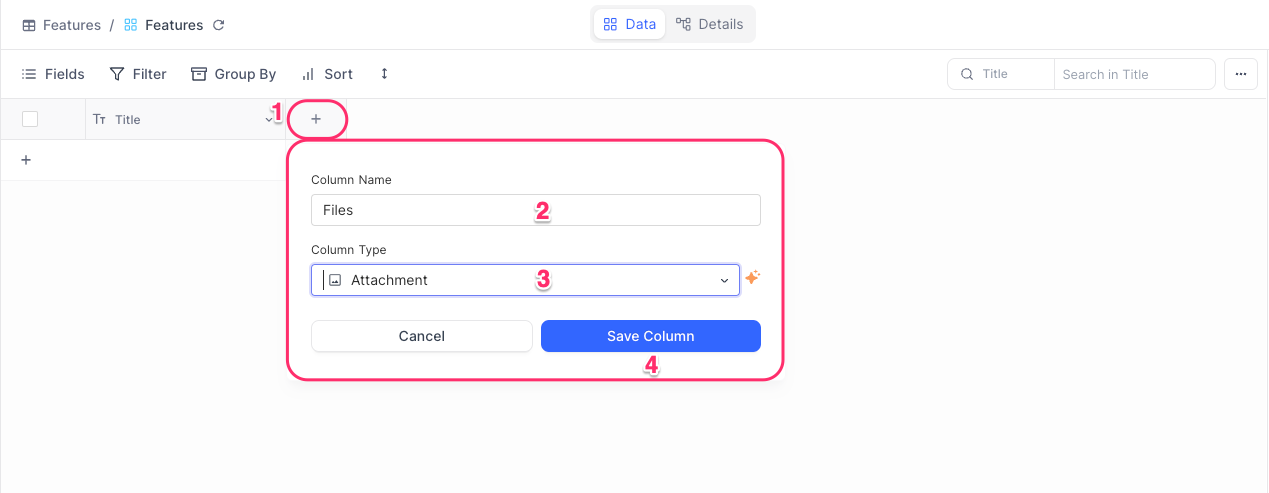 Features / Features
Data Details
Fields Filter Group By Sort
Title Search in Title
Title 1 +
+
Column Name
Files 2
Column Type
Attachment 3
Cancel Save Column
4